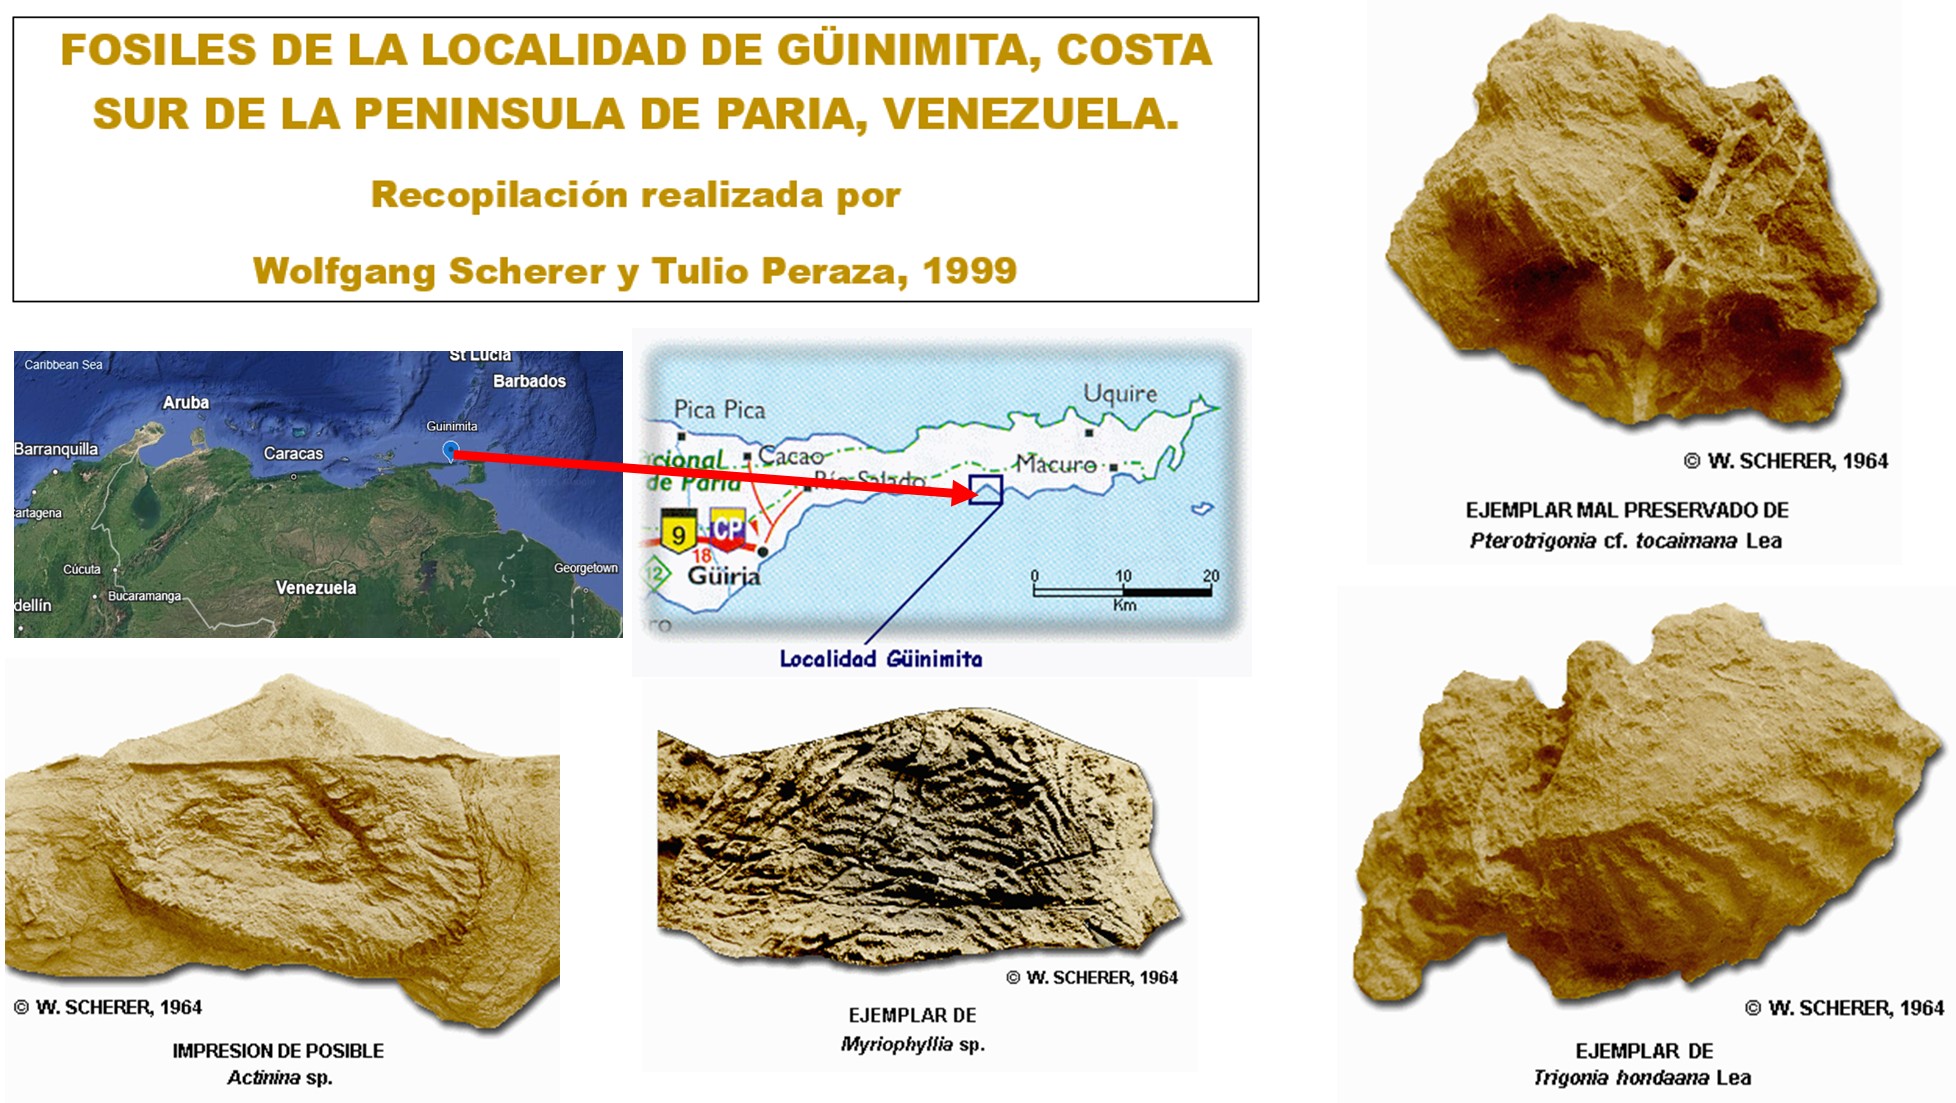 FOSILES DE LA LOCALIDAD DE GÜINIMITA, COSTA
SUR DE LA PENINSULA DE PARIA, VENEZUELA.
Recopilación realizada por
Wolfgang Scherer y Tulio Peraza, 1999
Caribbean Sea
St Lucia
Barbados
Aruba
Guinimita
Barranquilla
Caracas
artagena
Cúcuta
Bucaramanga
Venezuela
Georgetown
dellín
Pica Pica
Uquire
cional
de Paria
Cacao
Río Salado
Macuro
9
CP
18
12
Güiria
0 10 20
Km
ro
Localidad Güinimita
© W. SCHERER, 1964
EJEMPLAR MAL PRESERVADO DE
Pterotrigonia cf. tocaimana Lea
© W. SCHERER, 1964
IMPRESION DE POSIBLE
Actinina sp.
© W. SCHERER, 1964
EJEMPLAR DE
Myriophyllia sp.
© W. SCHERER, 1964
EJEMPLAR DE
Trigonia hondaana Lea